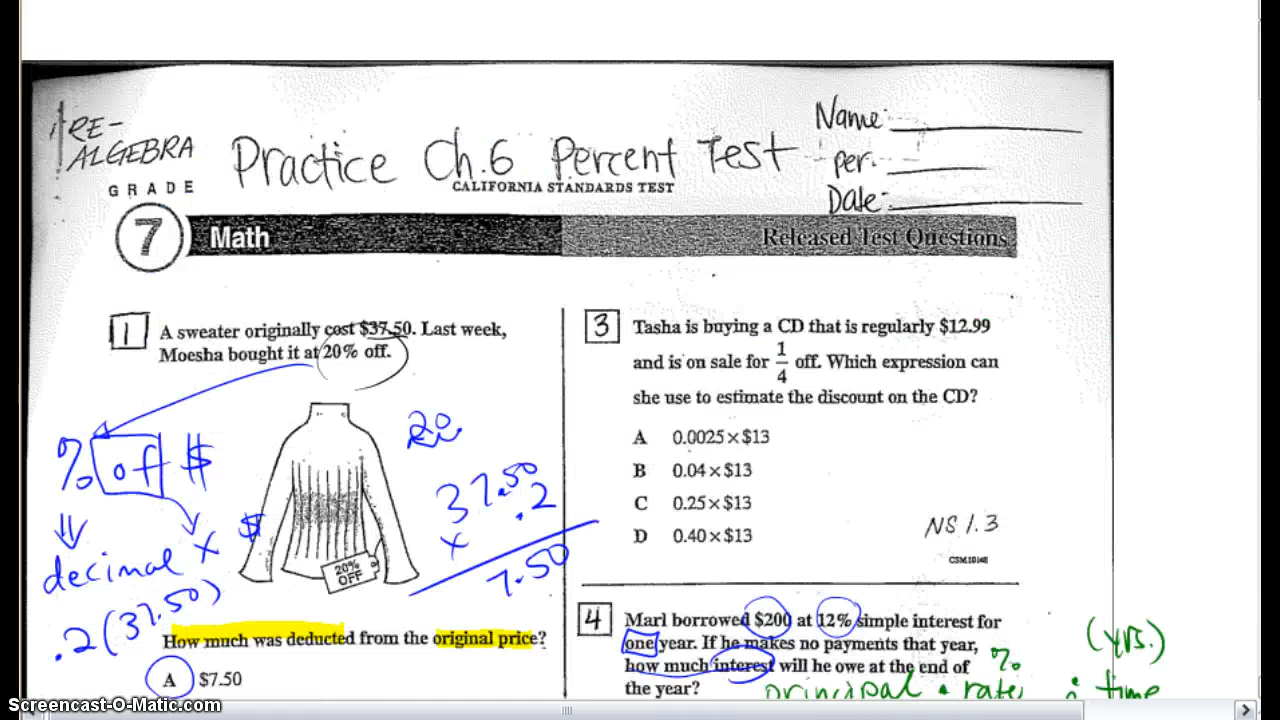 PRE-
ALGEBRA
Practice Ch.6 Percent Test
Name:
per.
Date:
GRADE
CALIFORNIA STANDARDS TEST
7 Math
Released Test Questions
1 A sweater originally cost $37.50. Last week,
Moesha bought it at 20% off.
20
% of $
decimal × $
.2(37.50)
37.50
× .2
7.50
20%
OFF
How much was deducted from the original price?
A $7.50
3 Tasha is buying a CD that is regularly $12.99
and is on sale for 1/4 off. Which expression can
she use to estimate the discount on the CD?
A 0.0025 × $13
B 0.04 × $13
C 0.25 × $13
D 0.40 × $13
NS 1.3
4 Marl borrowed $200 at 12% simple interest for
one year. If he makes no payments that year,
how much interest will he owe at the end of
the year?
% (yrs.)
principal • rate • time
Screencast-O-Matic.com